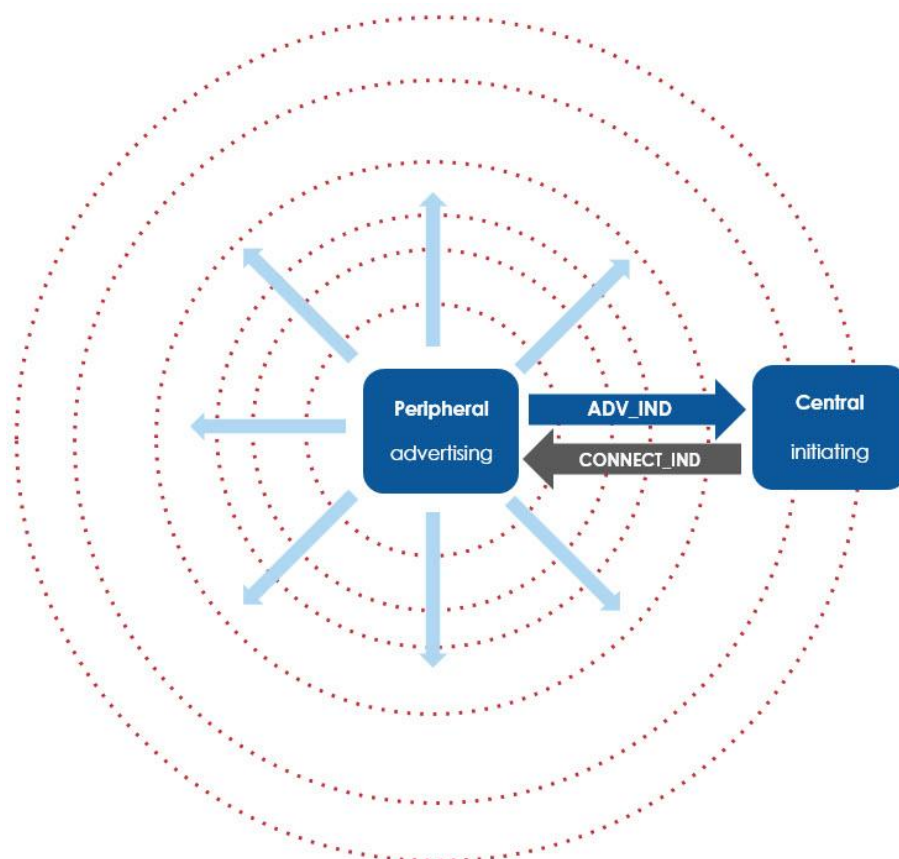 Peripheral
advertising
ADV_IND
CONNECT_IND
Central
initiating